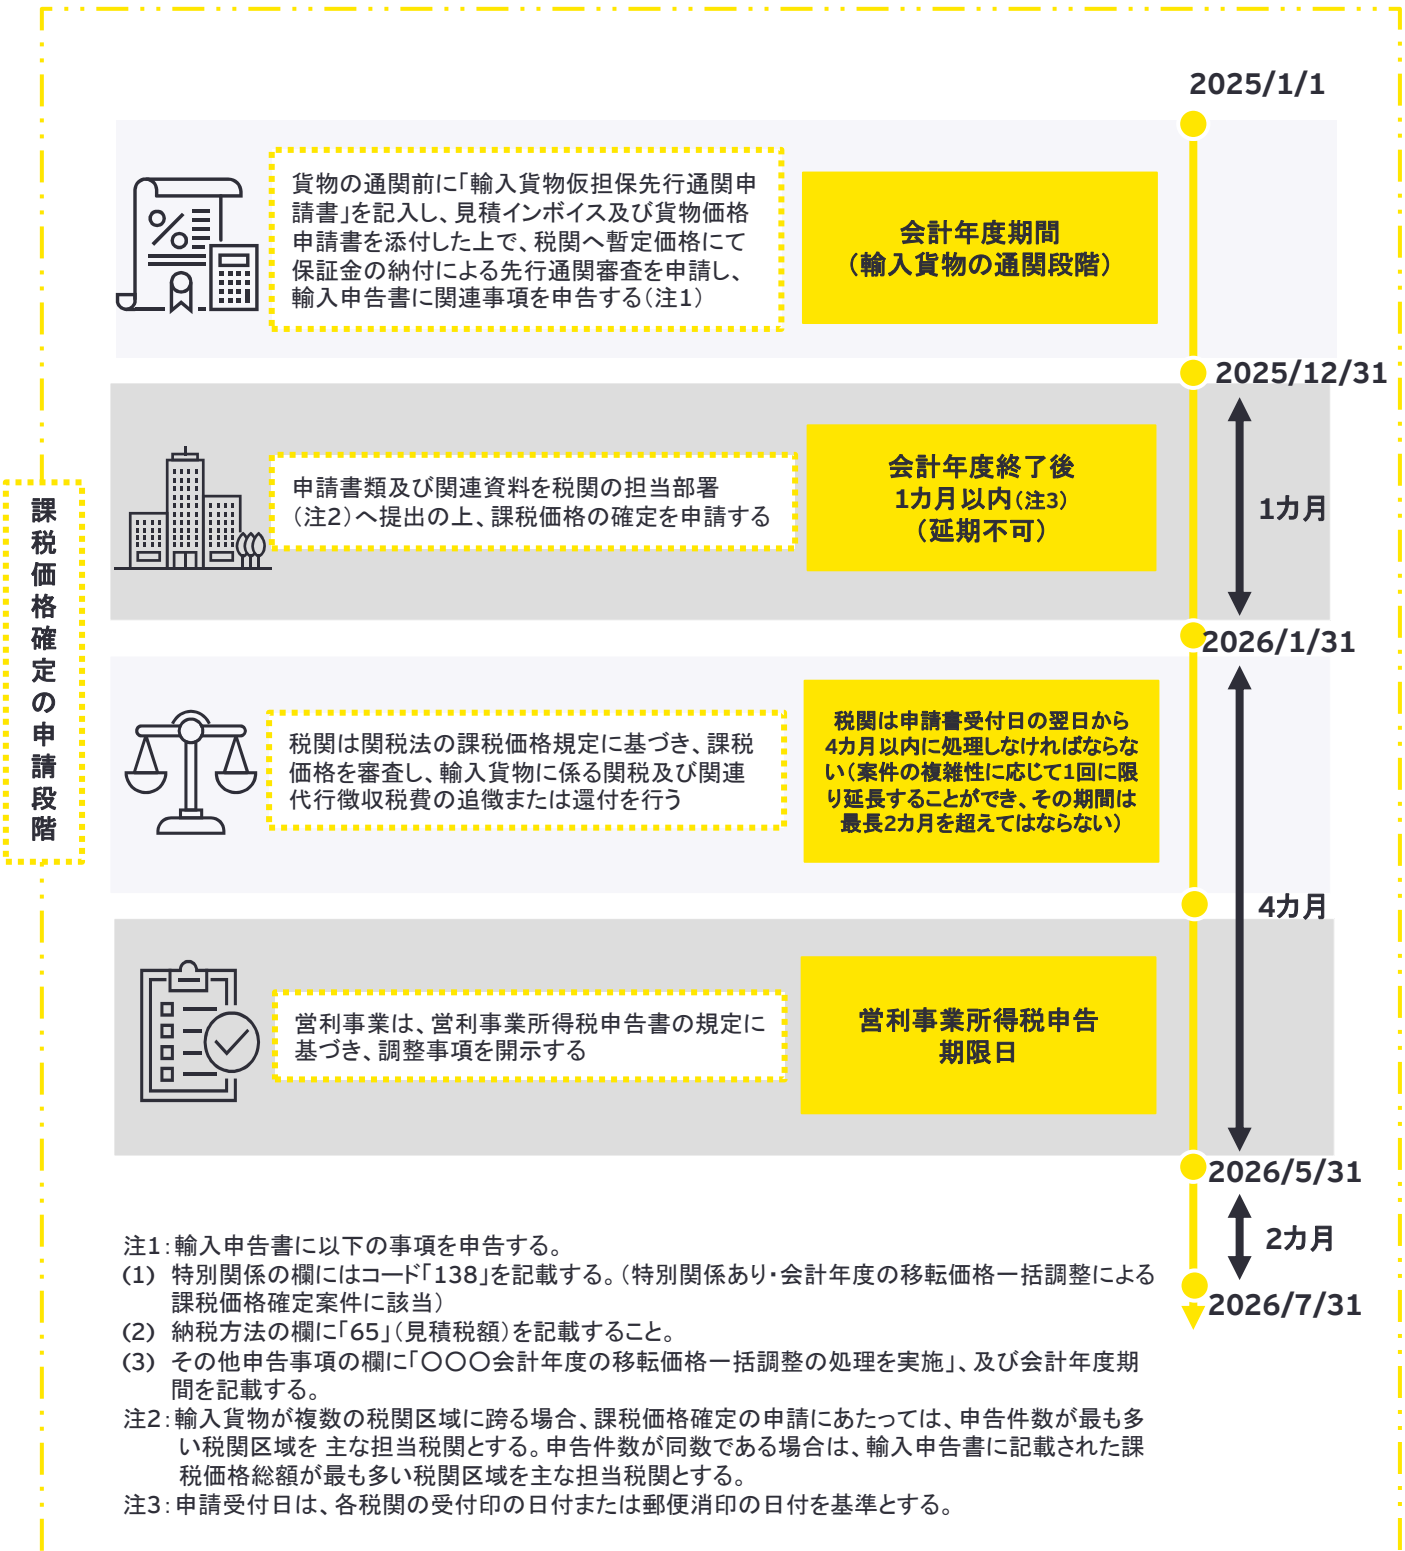 2025/1/1
貨物の通関前に「輸入貨物仮担保先行通関申
請書」を記入し、見積インボイス及び貨物価格
申請書を添付した上で、税関へ暫定価格にて
保証金の納付による先行通関審査を申請し、
輸入申告書に関連事項を申告する(注1)
会計年度期間
(輸入貨物の通関段階)
2025/12/31
申請書類及び関連資料を税関の担当部署
(注2)へ提出の上、課税価格の確定を申請する
会計年度終了後
1カ月以内(注3)
(延期不可)
1カ月
課税価格確定の申請段階
2026/1/31
税関は関税法の課税価格規定に基づき、課税
価格を審査し、輸入貨物に係る関税及び関連
代行徴収税費の追徴または還付を行う
税関は申請書受付日の翌日から
4カ月以内に処理しなければならな
い(案件の複雑性に応じて1回に限
り延長することができ、その期間は
最長2カ月を超えてはならない)
4カ月
営利事業は、営利事業所得税申告書の規定に
基づき、調整事項を開示する
営利事業所得税申告
期限日
2026/5/31
2カ月
2026/7/31
注1:輸入申告書に以下の事項を申告する。
(1) 特別関係の欄にはコード「138」を記載する。(特別関係あり・会計年度の移転価格一括調整による
課税価格確定案件に該当)
(2) 納税方法の欄に「65」(見積税額)を記載すること。
(3) その他申告事項の欄に「〇〇〇会計年度の移転価格一括調整の処理を実施」、及び会計年度期
間を記載する。
注2:輸入貨物が複数の税関区域に跨る場合、課税価格確定の申請にあたっては、申告件数が最も多
い税関区域を 主な担当税関とする。申告件数が同数である場合は、輸入申告書に記載された課
税価格総額が最も多い税関区域を主な担当税関とする。
注3:申請受付日は、各税関の受付印の日付または郵便消印の日付を基準とする。